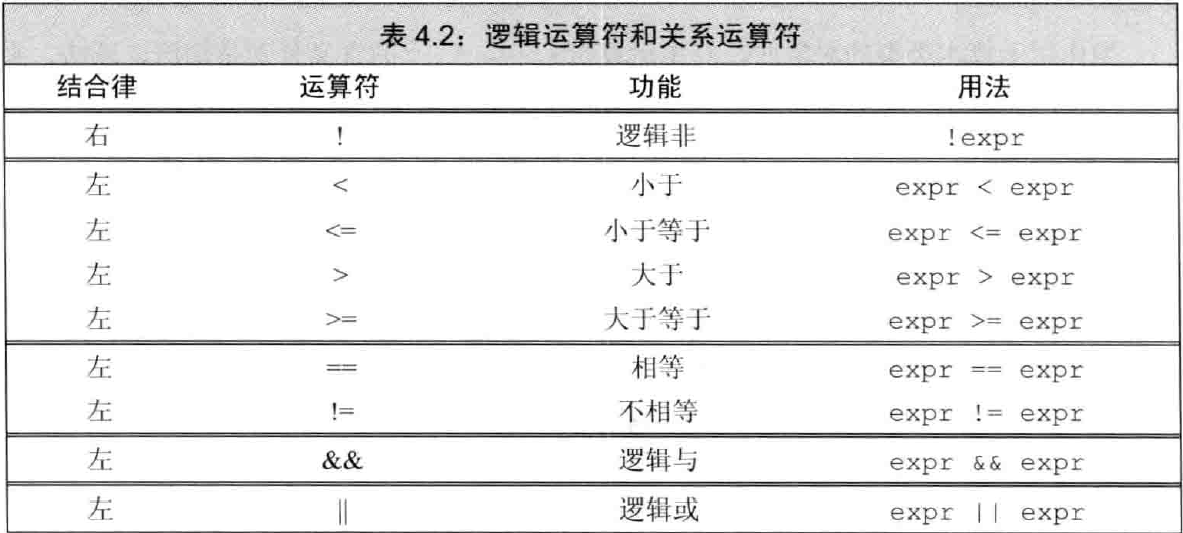 表 4.2：逻辑运算符和关系运算符
结合律 运算符 功能 用法
右 ! 逻辑非 !expr
左 < 小于 expr < expr
左 <= 小于等于 expr <= expr
左 > 大于 expr > expr
左 >= 大于等于 expr >= expr
左 == 相等 expr == expr
左 != 不相等 expr != expr
左 && 逻辑与 expr && expr
左 || 逻辑或 expr || expr